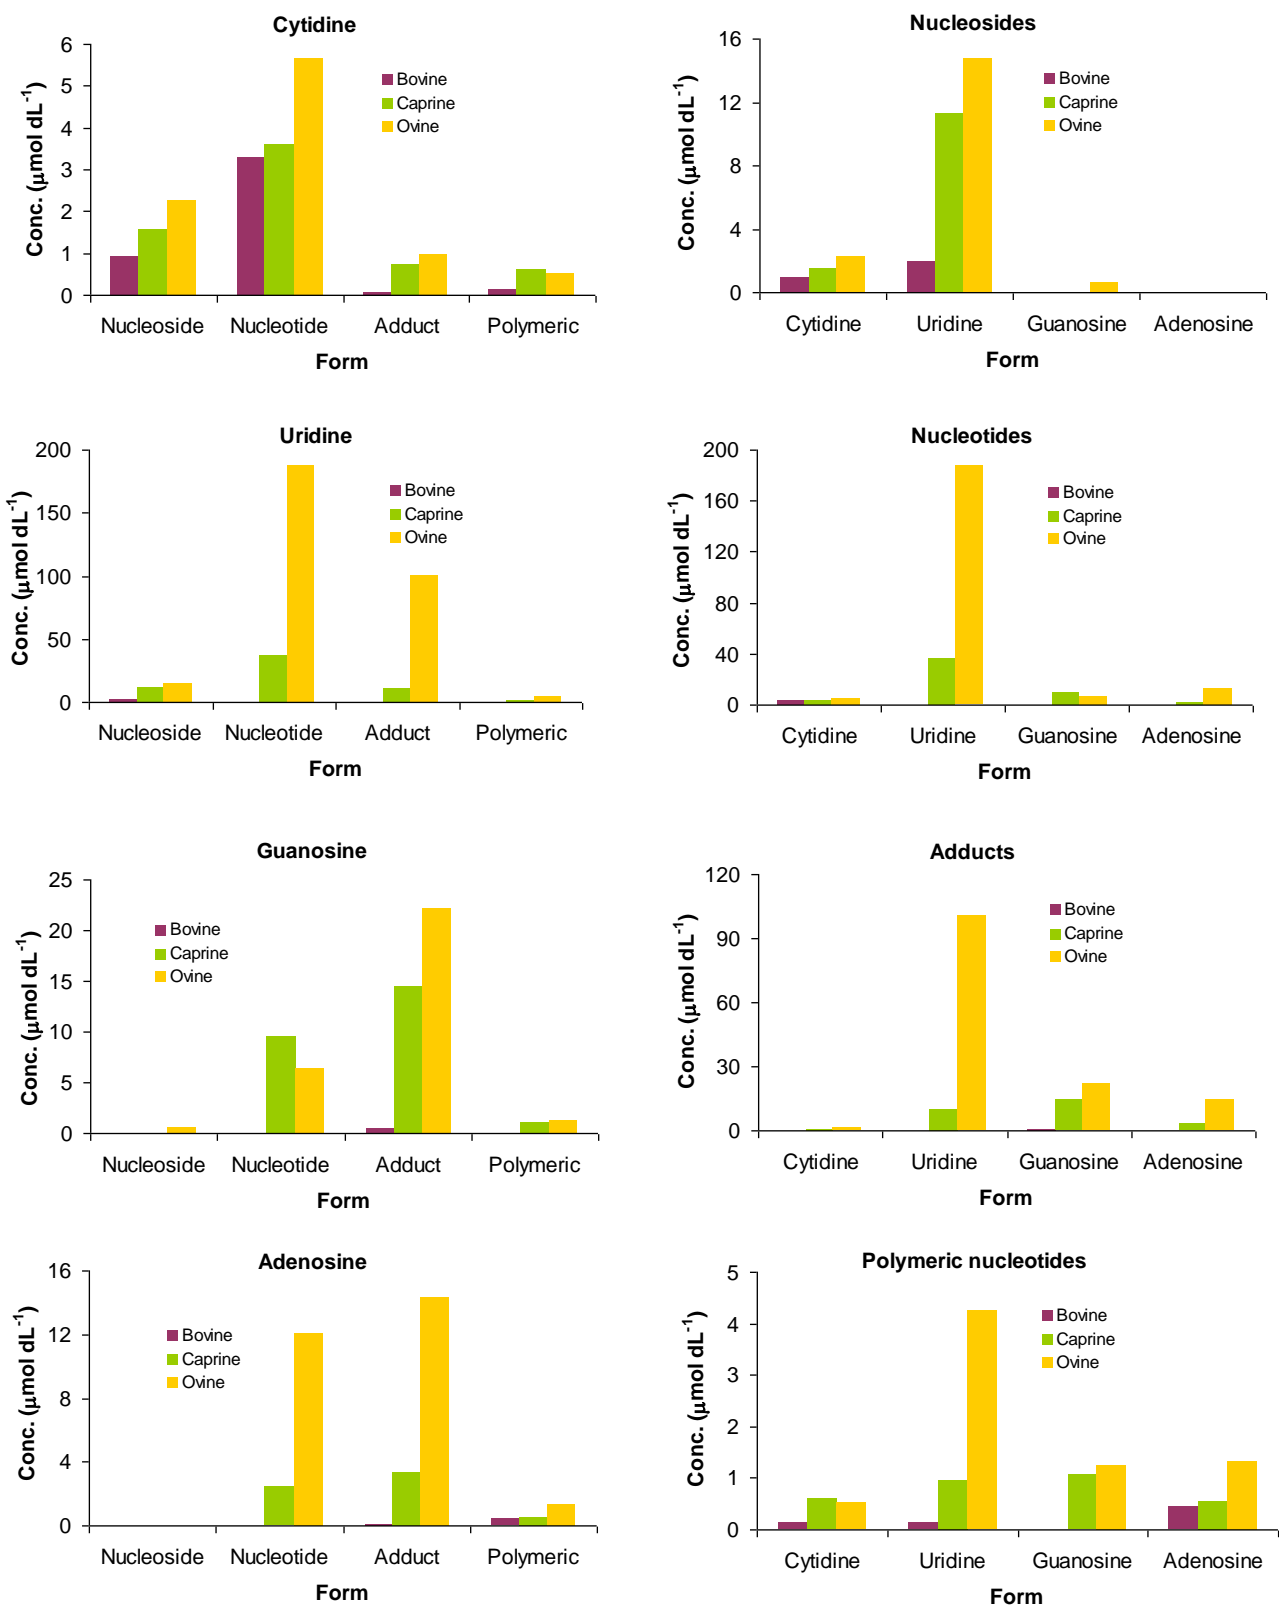 Cytidine
6
5
4
3
2
1
0
Conc. (μmol dL⁻¹)
Bovine
Caprine
Ovine
Nucleoside Nucleotide Adduct Polymeric
Form
Nucleosides
16
12
8
4
0
Conc. (μmol dL⁻¹)
Bovine
Caprine
Ovine
Cytidine Uridine Guanosine Adenosine
Form
Uridine
200
150
100
50
0
Conc. (μmol dL⁻¹)
Bovine
Caprine
Ovine
Nucleoside Nucleotide Adduct Polymeric
Form
Nucleotides
200
160
120
80
40
0
Conc. (μmol dL⁻¹)
Bovine
Caprine
Ovine
Cytidine Uridine Guanosine Adenosine
Form
Guanosine
25
20
15
10
5
0
Conc. (μmol dL⁻¹)
Bovine
Caprine
Ovine
Nucleoside Nucleotide Adduct Polymeric
Form
Adducts
120
90
60
30
0
Conc. (μmol dL⁻¹)
Bovine
Caprine
Ovine
Cytidine Uridine Guanosine Adenosine
Form
Adenosine
16
12
8
4
0
Conc. (μmol dL⁻¹)
Bovine
Caprine
Ovine
Nucleoside Nucleotide Adduct Polymeric
Form
Polymeric nucleotides
5
4
3
2
1
0
Conc. (μmol dL⁻¹)
Bovine
Caprine
Ovine
Cytidine Uridine Guanosine Adenosine
Form